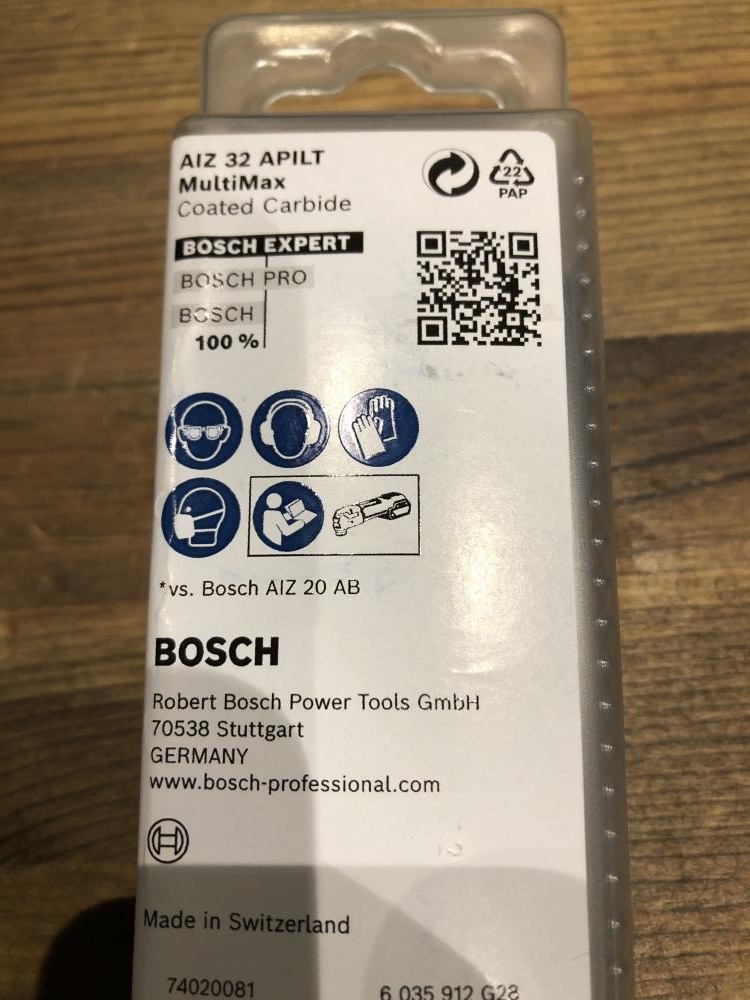 AIZ 32 APILT
MultiMax
Coated Carbide
22
PAP
BOSCH EXPERT
BOSCH PRO
BOSCH
100 %
*vs. Bosch AIZ 20 AB
BOSCH
Robert Bosch Power Tools GmbH
70538 Stuttgart
GERMANY
www.bosch-professional.com
Made in Switzerland
74020081
6 035 912 G28